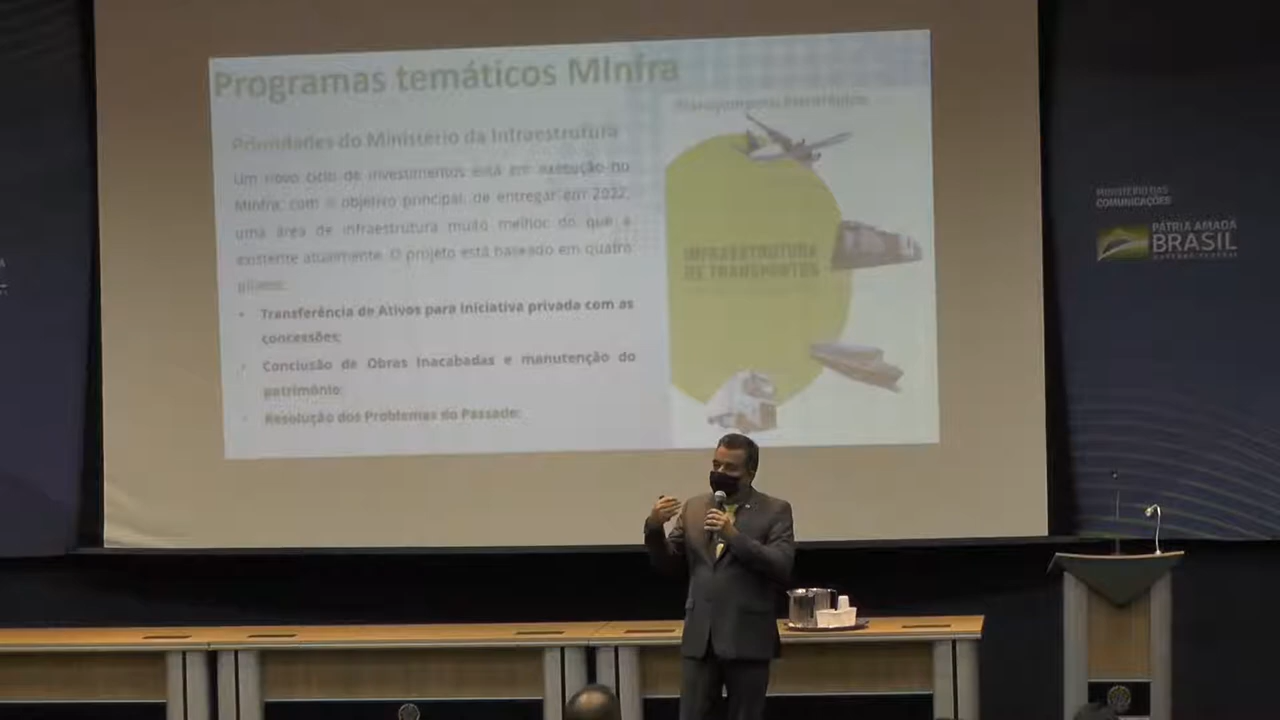 Programas temáticos MInfra
Prioridades do Ministério da Infraestrutura
Um novo ciclo de investimentos está em execução no
MInfra, com o objetivo principal, de entregar em 2022,
uma área de infraestrutura muito melhor do que a
existente atualmente. O projeto está baseado em quatro
pilares:
• Transferência de Ativos para Iniciativa privada com as
concessões;
• Conclusão de Obras Inacabadas e manutenção do
patrimônio;
• Resolução dos Problemas do Passado;
INFRAESTRUTURA
DE TRANSPORTES
MINISTÉRIO DAS
COMUNICAÇÕES
PÁTRIA AMADA
BRASIL
GOVERNO FEDERAL